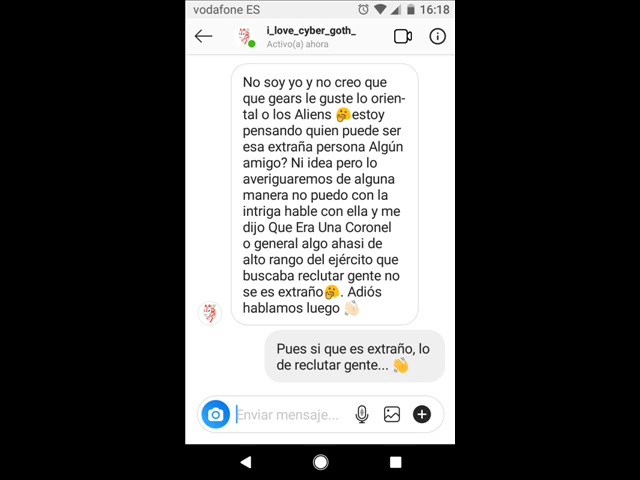 vodafone ES 16:18
i_love_cyber_goth_
Activo(a) ahora
No soy yo y no creo que
que gears le guste lo orien-
tal o los Aliens 🤔estoy
pensando quien puede ser
esa extraña persona Algún
amigo? Ni idea pero lo
averiguaremos de alguna
manera no puedo con la
intriga hable con ella y me
dijo Que Era Una Coronel
o general algo ahasi de
alto rango del ejército que
buscaba reclutar gente no
se es extraño🤔. Adiós
hablamos luego 👋🏻
Pues si que es extraño, lo
de reclutar gente... 👋
Enviar mensaje...